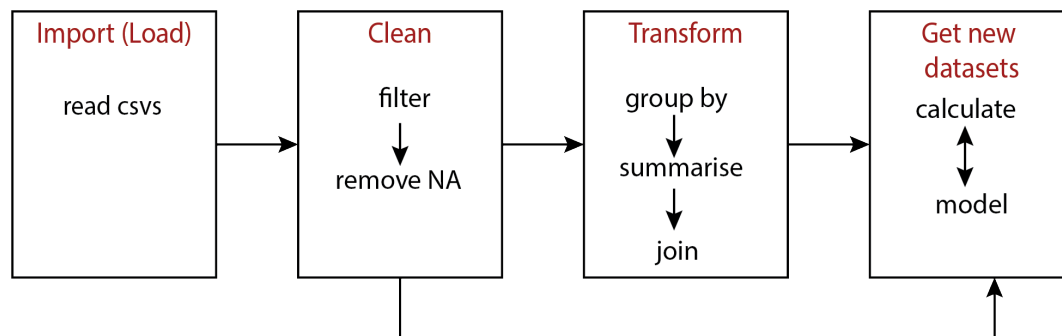 Import (Load)
read csvs
Clean
filter
remove NA
Transform
group by
summarise
join
Get new
datasets
calculate
model